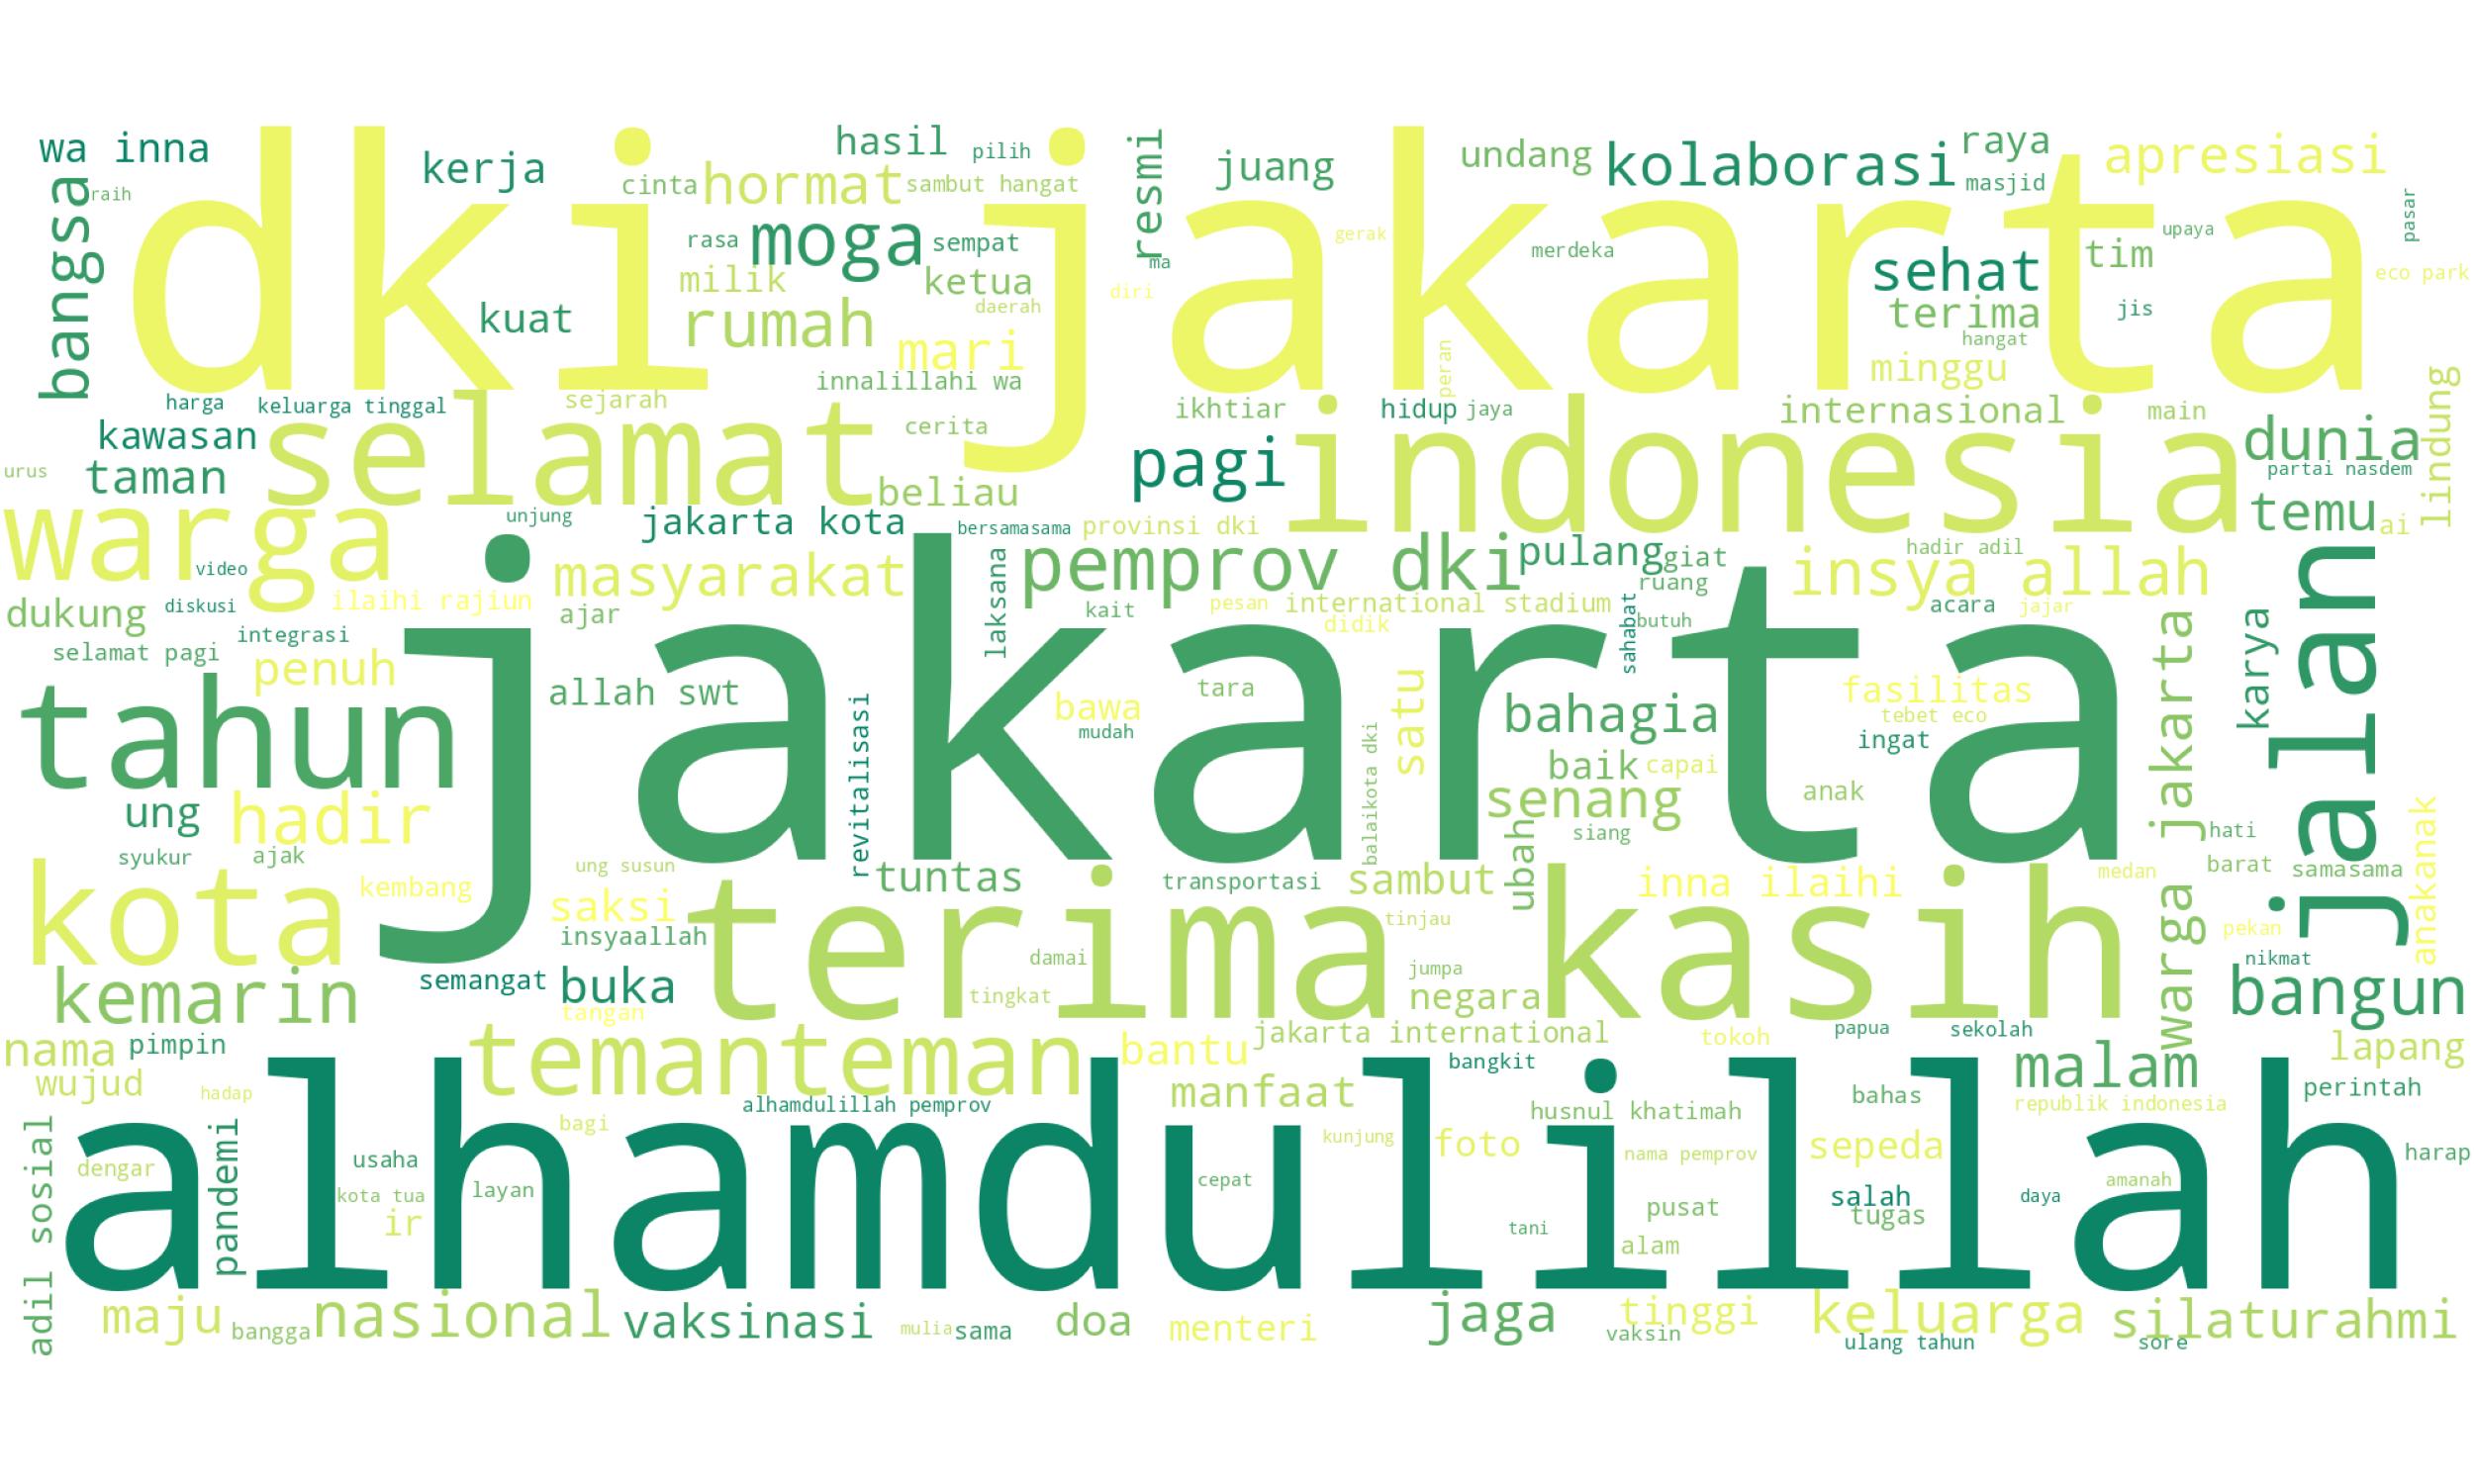 wa inna
raih
bangsa
kerja
cinta
hormat
hasil
pilih
sambut hangat
resmi
juang
undang
kolaborasi
raya
masjid
apresiasi
pasar
dki jakarta
rasa
moga
sempat
ma
gerak
merdeka
sehat
tim
upaya
eco park
kuat
milik
ketua
daerah
diri
rumah
mari
terima
jis
hangat
peran
minggu
innalillahi wa
harga
keluarga tinggal
sejarah
ikhtiar
hidup
jaya
internasional
main
lindung
kawasan
selamat
cerita
pagi
indonesia
dunia
urus
taman
beliau
partai nasdem
warga
unjung
jakarta kota
bersamasama
provinsi dki
temu
ai
video
masyarakat
laksana
pemprov dki
pulang
giat
hadir adil
ruang
insya allah
jalan
dukung
diskusi
ilaihi rajiun
ajar
kait
pesan
international stadium
didik
sahabat
butuh
acara
jajar
integrasi
selamat pagi
penuh
jakarta
allah swt
tara
bawa
mudah
satu
bahagia
fasilitas
tebet eco
ingat
warga jakarta
karya
tahun
revitalisasi
balaikota dki
baik
capai
anak
senang
ung
hadir
siang
ubah
hati
anakanak
syukur
ajak
ung susun
tuntas
transportasi
sambut
inna ilaihi
medan
barat
samasama
kota
kembang
saksi
insyaallah
terima kasih
tinjau
pekan
damai
jumpa
nikmat
kemarin
semangat
buka
tangan
tingkat
negara
bangun
nama
pimpin
temanteman
bantu
jakarta international
bangkit
tokoh
papua
sekolah
malam
lapang
wujud
hadap
alhamdulillah pemprov
manfaat
bahas
perintah
republik indonesia
adil sosial
pandemi
bagi
husnul khatimah
kunjung
foto
nama pemprov
sepeda
harap
dengar
usaha
alhamdulillah
kota tua
layan
cepat
salah
daya
amanah
ir
pusat
tugas
tani
alam
maju
bangga
nasional
vaksinasi
mulia
sama
doa
menteri
jaga
tinggi
vaksin
keluarga
ulang tahun
silaturahmi
sore